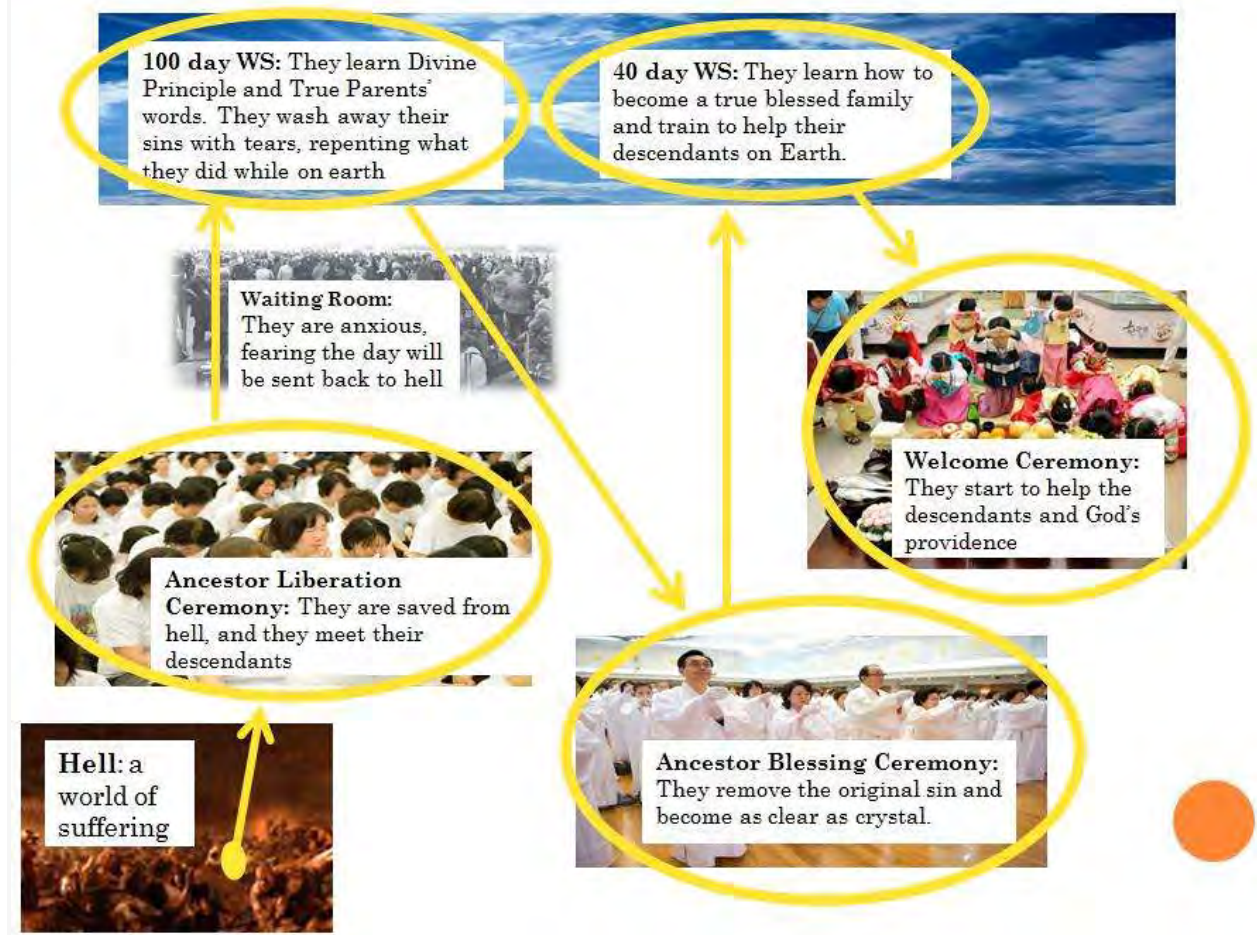 100 day WS: They learn Divine
Principle and True Parents'
words. They wash away their
sins with tears, repenting what
they did while on earth
40 day WS: They learn how to
become a true blessed family
and train to help their
descendants on Earth.
Waiting Room:
They are anxious,
fearing the day will
be sent back to hell
Welcome Ceremony:
They start to help the
descendants and God's
providence
Ancestor Liberation
Ceremony: They are saved from
hell, and they meet their
descendants
Ancestor Blessing Ceremony:
They remove the original sin and
become as clear as crystal.
Hell: a
world of
suffering